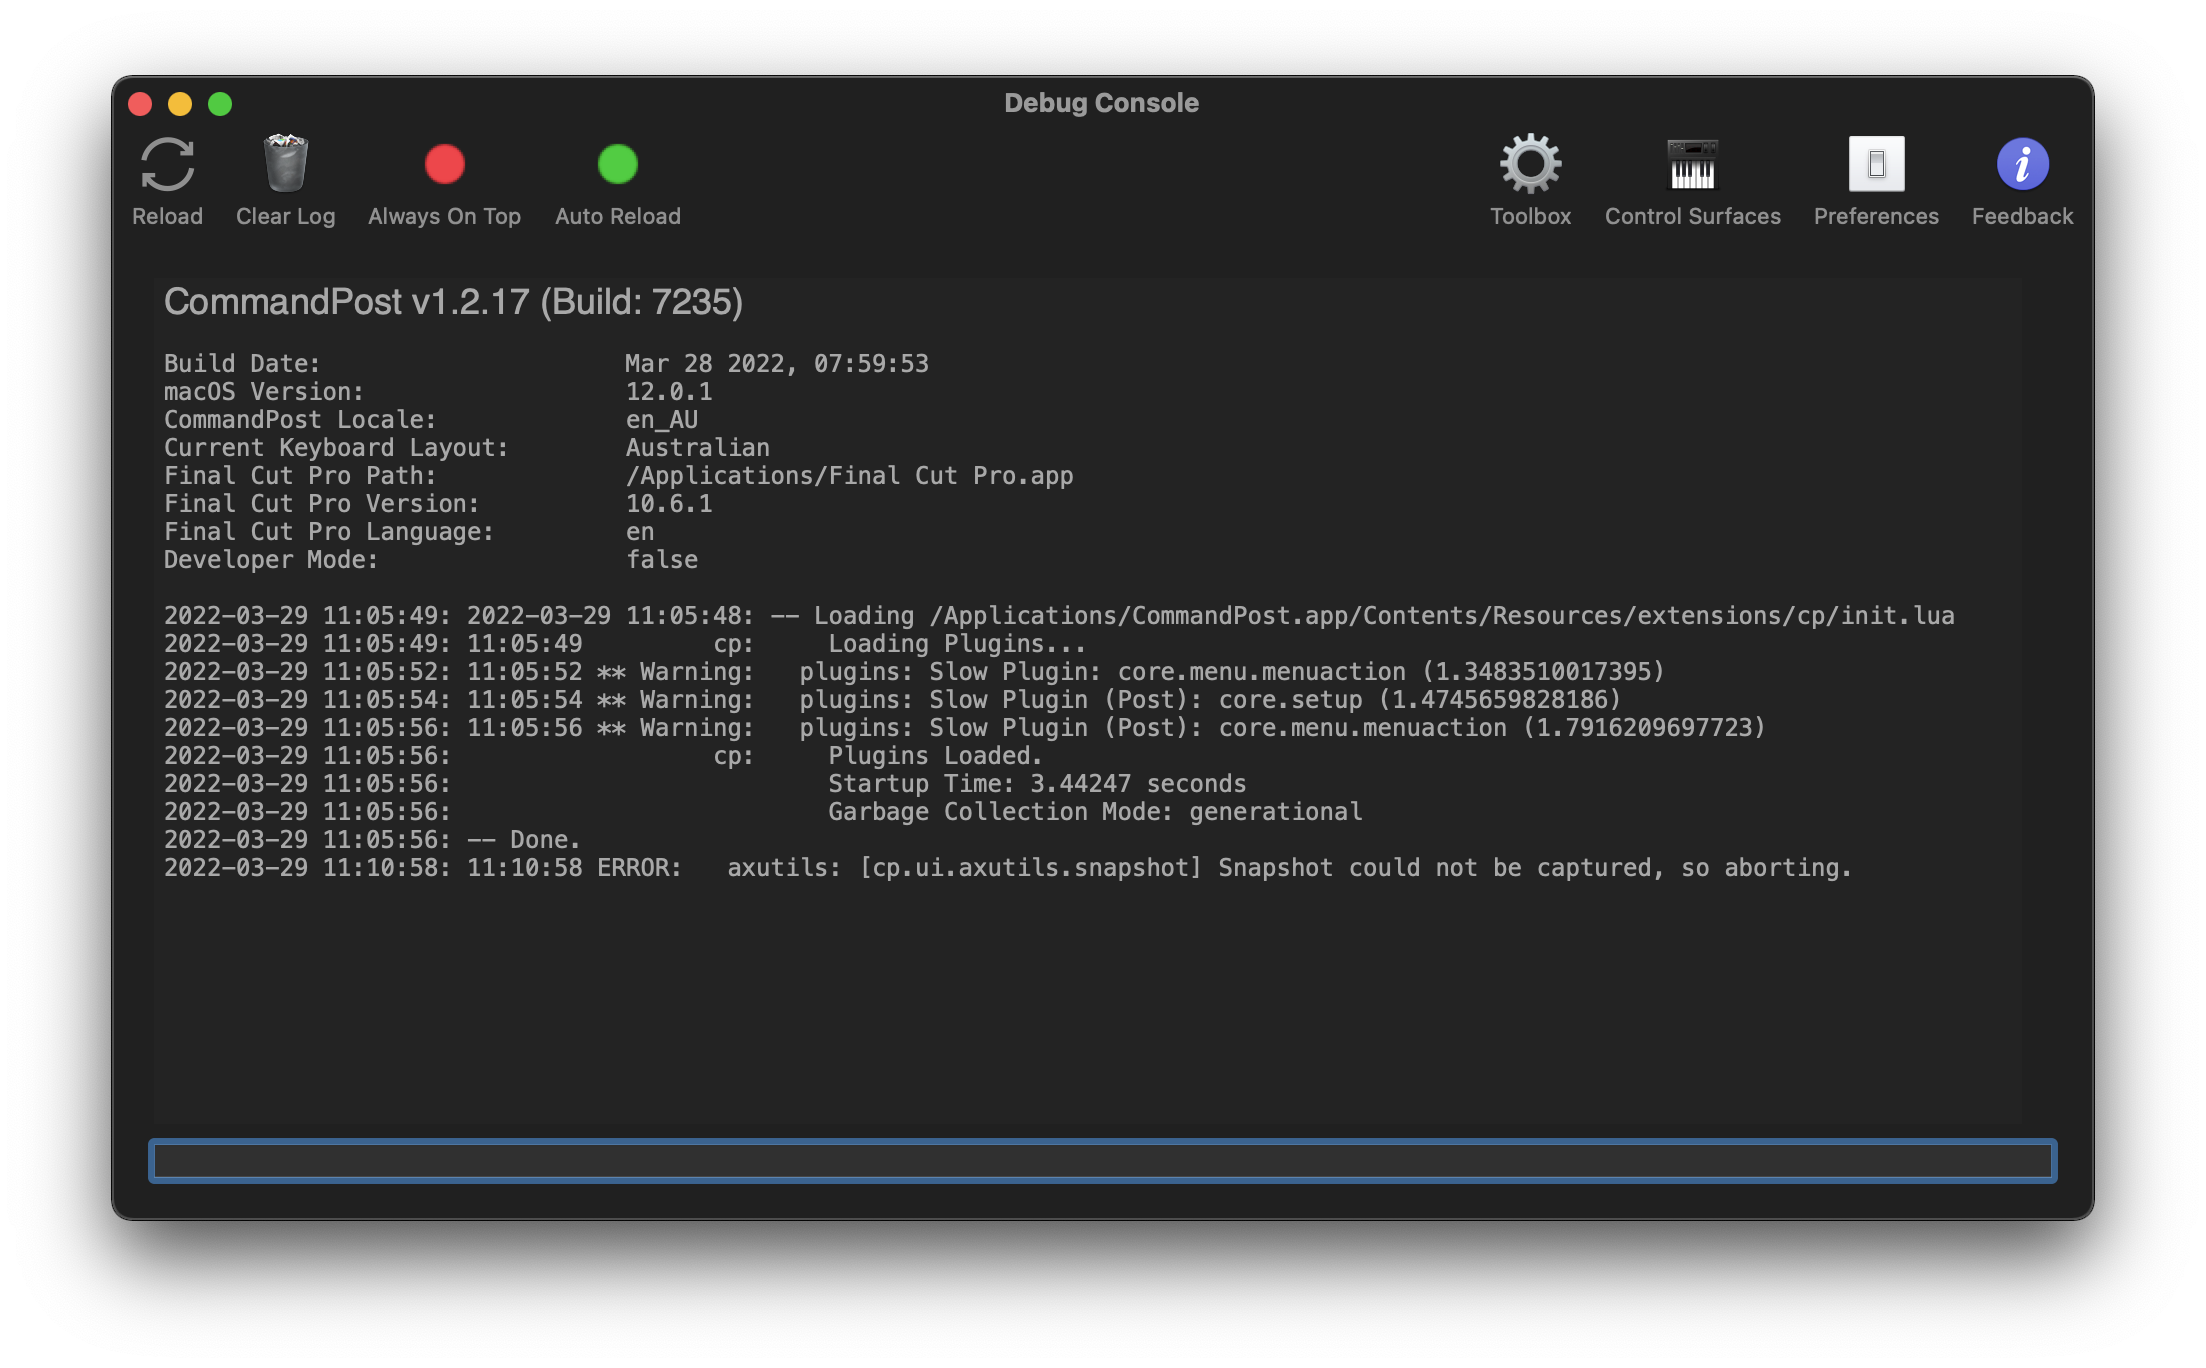 Debug Console
Reload Clear Log Always On Top Auto Reload Toolbox Control Surfaces Preferences Feedback
CommandPost v1.2.17 (Build: 7235)
Build Date: Mar 28 2022, 07:59:53
macOS Version: 12.0.1
CommandPost Locale: en_AU
Current Keyboard Layout: Australian
Final Cut Pro Path: /Applications/Final Cut Pro.app
Final Cut Pro Version: 10.6.1
Final Cut Pro Language: en
Developer Mode: false
2022-03-29 11:05:49: 2022-03-29 11:05:48: -- Loading /Applications/CommandPost.app/Contents/Resources/extensions/cp/init.lua
2022-03-29 11:05:49: 11:05:49 cp: Loading Plugins...
2022-03-29 11:05:52: 11:05:52 ** Warning: plugins: Slow Plugin: core.menu.menuaction (1.3483510017395)
2022-03-29 11:05:54: 11:05:54 ** Warning: plugins: Slow Plugin (Post): core.setup (1.4745659828186)
2022-03-29 11:05:56: 11:05:56 ** Warning: plugins: Slow Plugin (Post): core.menu.menuaction (1.7916209697723)
2022-03-29 11:05:56: cp: Plugins Loaded.
2022-03-29 11:05:56: Startup Time: 3.44247 seconds
2022-03-29 11:05:56: Garbage Collection Mode: generational
2022-03-29 11:05:56: -- Done.
2022-03-29 11:10:58: 11:10:58 ERROR: axutils: [cp.ui.axutils.snapshot] Snapshot could not be captured, so aborting.